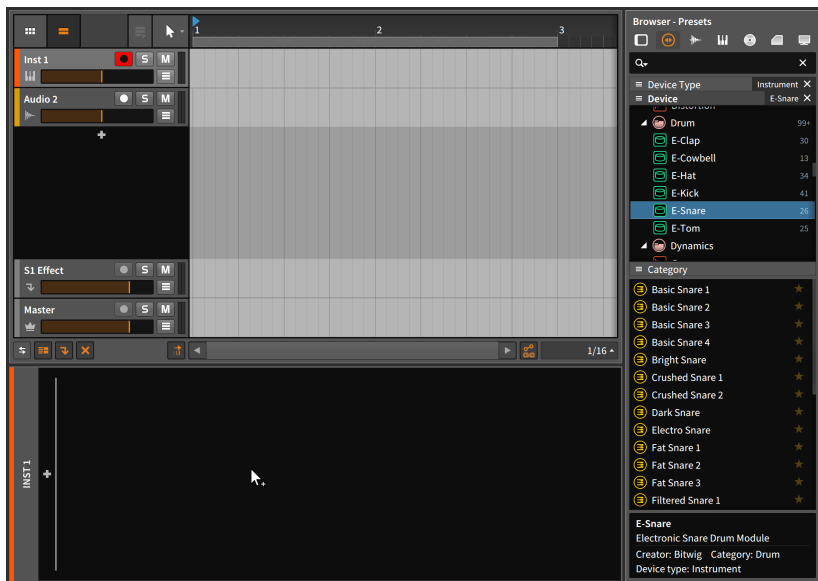 Browser - Presets
1 2 3
Inst 1 S M
Audio 2 S M
S1 Effect S M
Master S M
1/16
INST 1
Device Type Instrument
Device E-Snare
Distortion
Drum 99+
E-Clap 30
E-Cowbell 13
E-Hat 34
E-Kick 41
E-Snare 26
E-Tom 25
Dynamics
Category
Basic Snare 1
Basic Snare 2
Basic Snare 3
Basic Snare 4
Bright Snare
Crushed Snare 1
Crushed Snare 2
Dark Snare
Electro Snare
Fat Snare 1
Fat Snare 2
Fat Snare 3
Filtered Snare 1
E-Snare
Electronic Snare Drum Module
Creator: Bitwig Category: Drum
Device type: Instrument